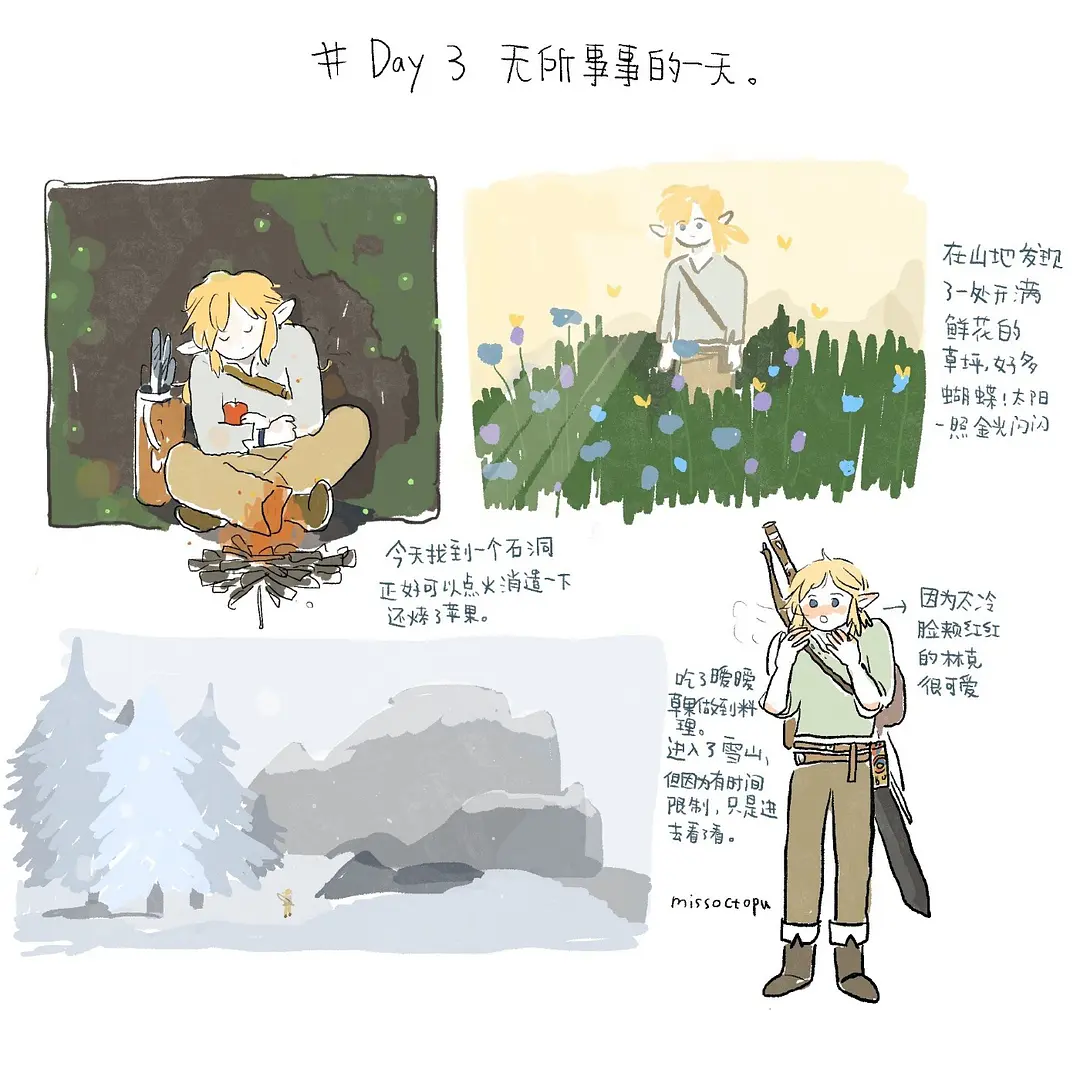 # Day 3 无所事事的一天。
在山地发现
了一处开满
鲜花的
草坪,好多
蝴蝶!太阳
一照金光闪闪
今天找到一个石洞
正好可以点火消遣一下
还烤了苹果。
因为太冷
脸颊红红
的林克
很可爱
吃了暖暖
草果做到料
理。
进入了雪山,
但因为有时间
限制,只是进
去看了看。
missoctopu